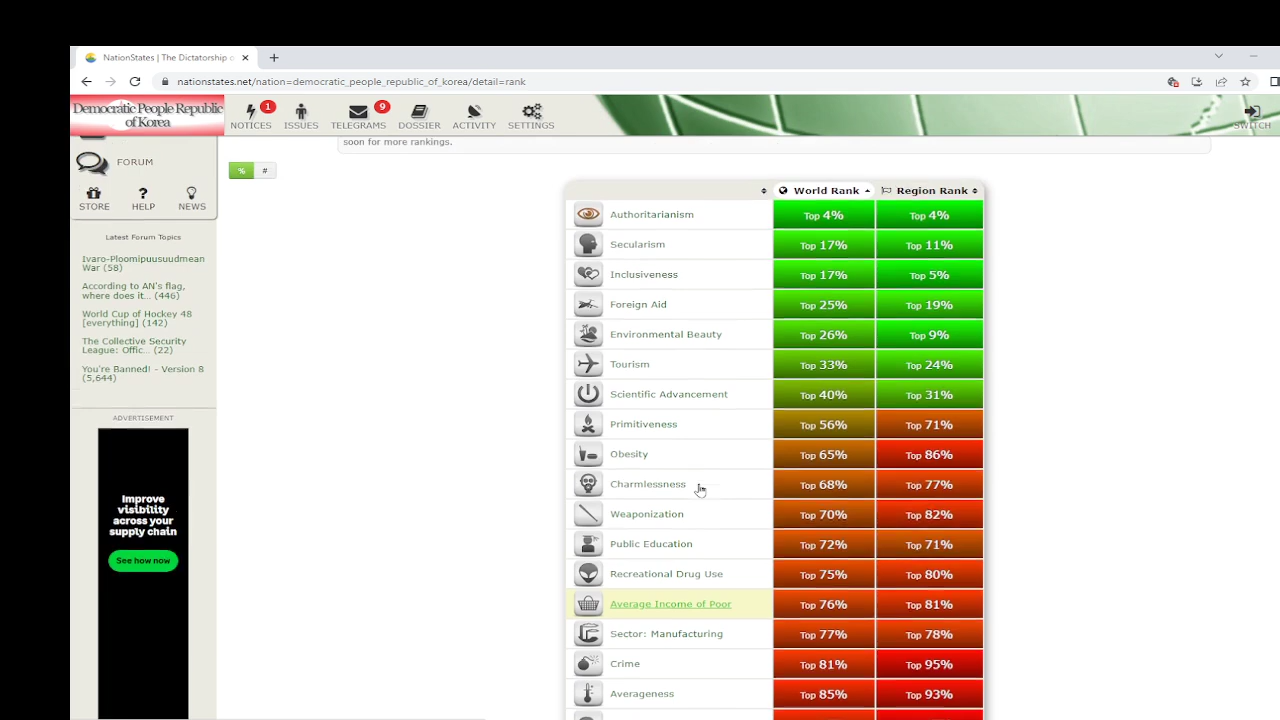 NationStates | The Dictatorship o
nationstates.net/nation=democratic_people_republic_of_korea/detail=rank
Democratic People Republic
of Korea
1
9
NOTICES ISSUES TELEGRAMS DOSSIER ACTIVITY SETTINGS
SWITCH
FORUM
STORE HELP NEWS
Latest Forum Topics
Ivaro-Ploomipuusuudmean
War (58)
According to AN's flag,
where does it... (446)
World Cup of Hockey 48
[everything] (142)
The Collective Security
League: Offic... (22)
You're Banned! - Version 8
(5,644)
ADVERTISEMENT
Improve
visibility
across your
supply chain
See how now
soon for more rankings.
% #
World Rank Region Rank
Authoritarianism Top 4% Top 4%
Secularism Top 17% Top 11%
Inclusiveness Top 17% Top 5%
Foreign Aid Top 25% Top 19%
Environmental Beauty Top 26% Top 9%
Tourism Top 33% Top 24%
Scientific Advancement Top 40% Top 31%
Primitiveness Top 56% Top 71%
Obesity Top 65% Top 86%
Charmlessness Top 68% Top 77%
Weaponization Top 70% Top 82%
Public Education Top 72% Top 71%
Recreational Drug Use Top 75% Top 80%
Average Income of Poor Top 76% Top 81%
Sector: Manufacturing Top 77% Top 78%
Crime Top 81% Top 95%
Averageness Top 85% Top 93%